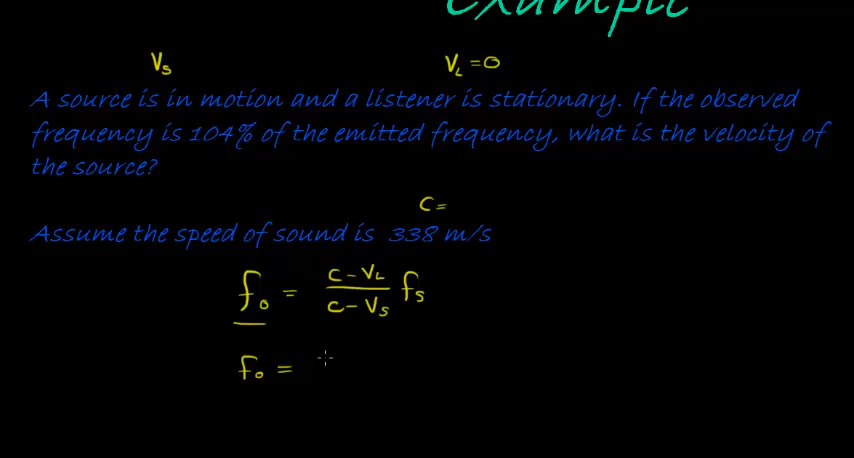 Example
Vs
VL = 0
A source is in motion and a listener is stationary. If the observed
frequency is 104% of the emitted frequency, what is the velocity of
the source?
C =
Assume the speed of sound is 338 m/s
fo = (C - VL)/(C - Vs) fs
fo =